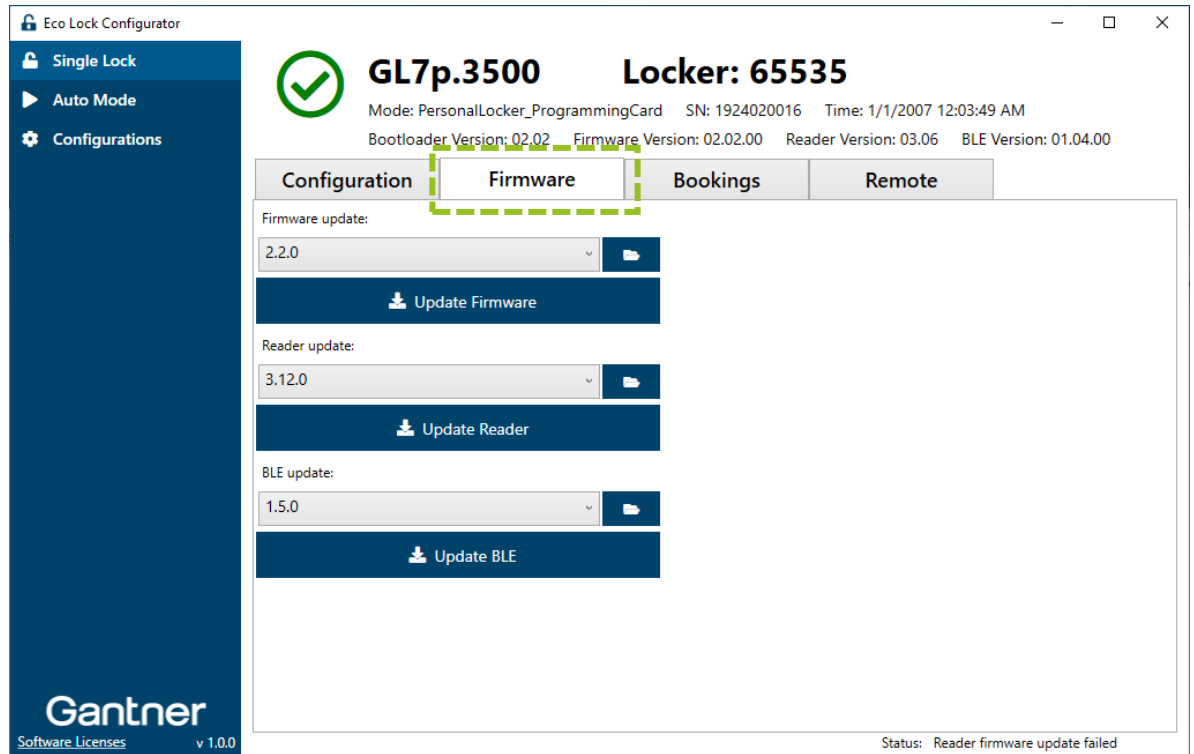 Eco Lock Configurator
Single Lock
Auto Mode
Configurations
GL7p.3500 Locker: 65535
Mode: PersonalLocker_ProgrammingCard SN: 1924020016 Time: 1/1/2007 12:03:49 AM
Bootloader Version: 02.02 Firmware Version: 02.02.00 Reader Version: 03.06 BLE Version: 01.04.00
Configuration Firmware Bookings Remote
Firmware update:
2.2.0
Update Firmware
Reader update:
3.12.0
Update Reader
BLE update:
1.5.0
Update BLE
Gantner
Software Licenses v 1.0.0
Status: Reader firmware update failed